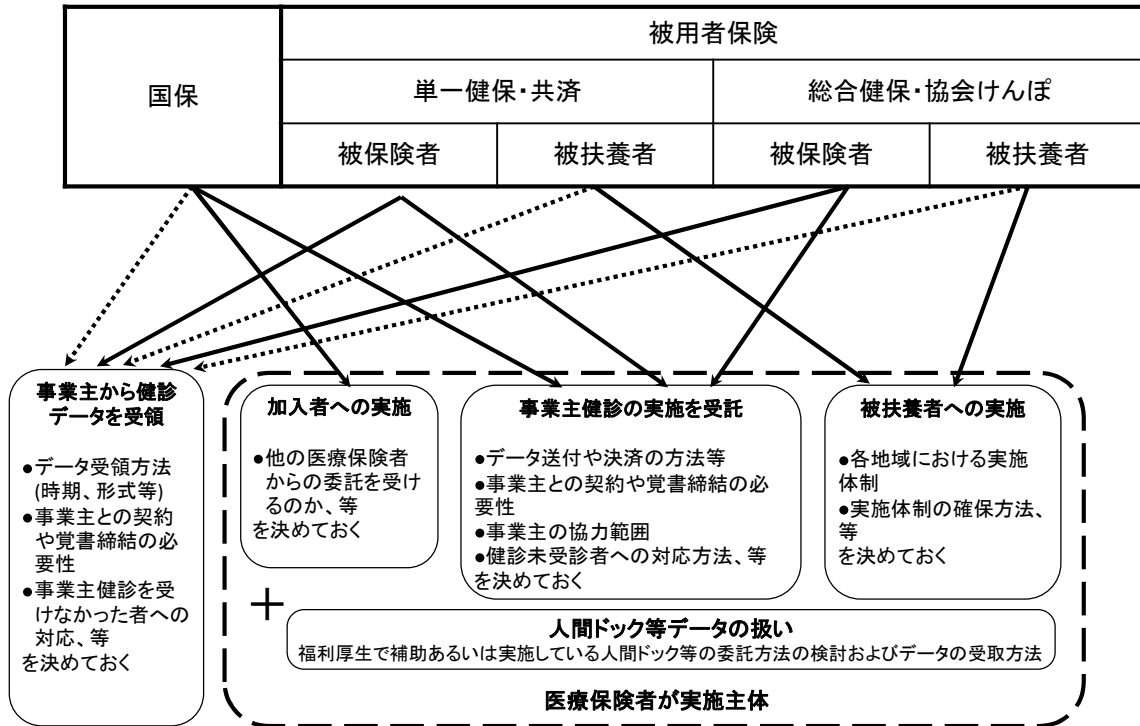 国保
被用者保険
単一健保・共済
総合健保・協会けんぽ
被保険者
被扶養者
被保険者
被扶養者
事業主から健診
データを受領
●データ受領方法
(時期、形式等)
●事業主との契約
や覚書締結の必
要性
●事業主健診を受
けなかった者への
対応、等
を決めておく
加入者への実施
●他の医療保険者
からの委託を受け
るのか、等
を決めておく
事業主健診の実施を受託
●データ送付や決済の方法等
●事業主との契約や覚書締結の必
要性
●事業主の協力範囲
●健診未受診者への対応方法、等
を決めておく
被扶養者への実施
●各地域における実施
体制
●実施体制の確保方法、
等
を決めておく
＋
人間ドック等データの扱い
福利厚生で補助あるいは実施している人間ドック等の委託方法の検討およびデータの受取方法
医療保険者が実施主体